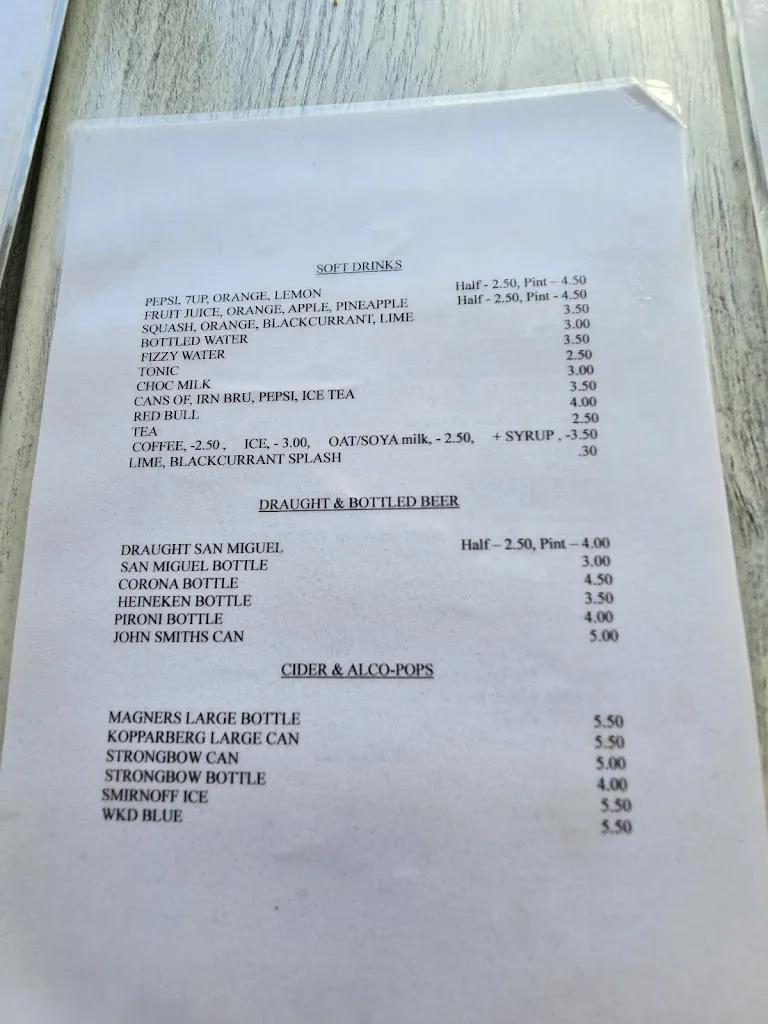 SOFT DRINKS
PEPSI, 7UP, ORANGE, LEMON Half - 2.50, Pint – 4.50
FRUIT JUICE, ORANGE, APPLE, PINEAPPLE Half - 2.50, Pint - 4.50
SQUASH, ORANGE, BLACKCURRANT, LIME 3.50
BOTTLED WATER 3.00
FIZZY WATER 3.50
TONIC 2.50
CHOC MILK 3.00
CANS OF, IRN BRU, PEPSI, ICE TEA 3.50
RED BULL 4.00
TEA 2.50
COFFEE, -2.50 , ICE, - 3.00, OAT/SOYA milk, - 2.50, + SYRUP , -3.50
LIME, BLACKCURRANT SPLASH .30
DRAUGHT & BOTTLED BEER
DRAUGHT SAN MIGUEL Half – 2.50, Pint – 4.00
SAN MIGUEL BOTTLE 3.00
CORONA BOTTLE 4.50
HEINEKEN BOTTLE 3.50
PIRONI BOTTLE 4.00
JOHN SMITHS CAN 5.00
CIDER & ALCO-POPS
MAGNERS LARGE BOTTLE 5.50
KOPPARBERG LARGE CAN 5.50
STRONGBOW CAN 5.00
STRONGBOW BOTTLE 4.00
SMIRNOFF ICE 5.50
WKD BLUE 5.50